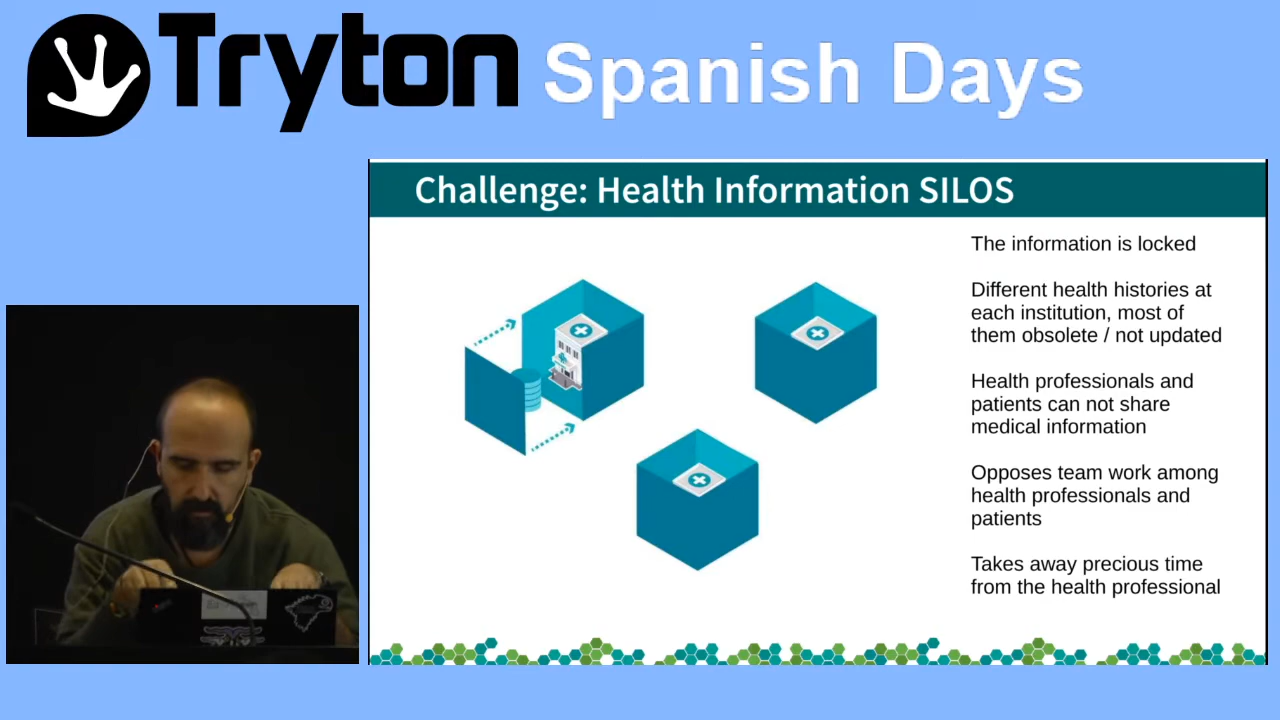 Tryton Spanish Days
Challenge: Health Information SILOS
The information is locked
Different health histories at
each institution, most of
them obsolete / not updated
Health professionals and
patients can not share
medical information
Opposes team work among
health professionals and
patients
Takes away precious time
from the health professional